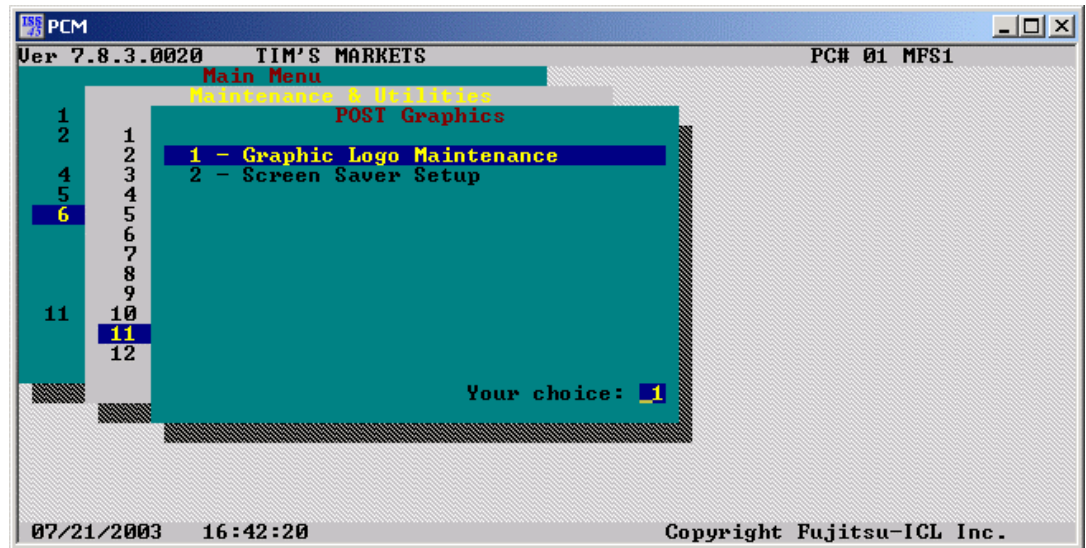 ISS 45 PCM
Ver 7.8.3.0020 TIM'S MARKETS PC# 01 MFS1
Main Menu
Maintenance & Utilities
POST Graphics
1
2
4
5
6
11
1
2
3
4
5
6
7
8
9
10
11
12
1 - Graphic Logo Maintenance
2 - Screen Saver Setup
Your choice: 1
07/21/2003 16:42:20 Copyright Fujitsu-ICL Inc.